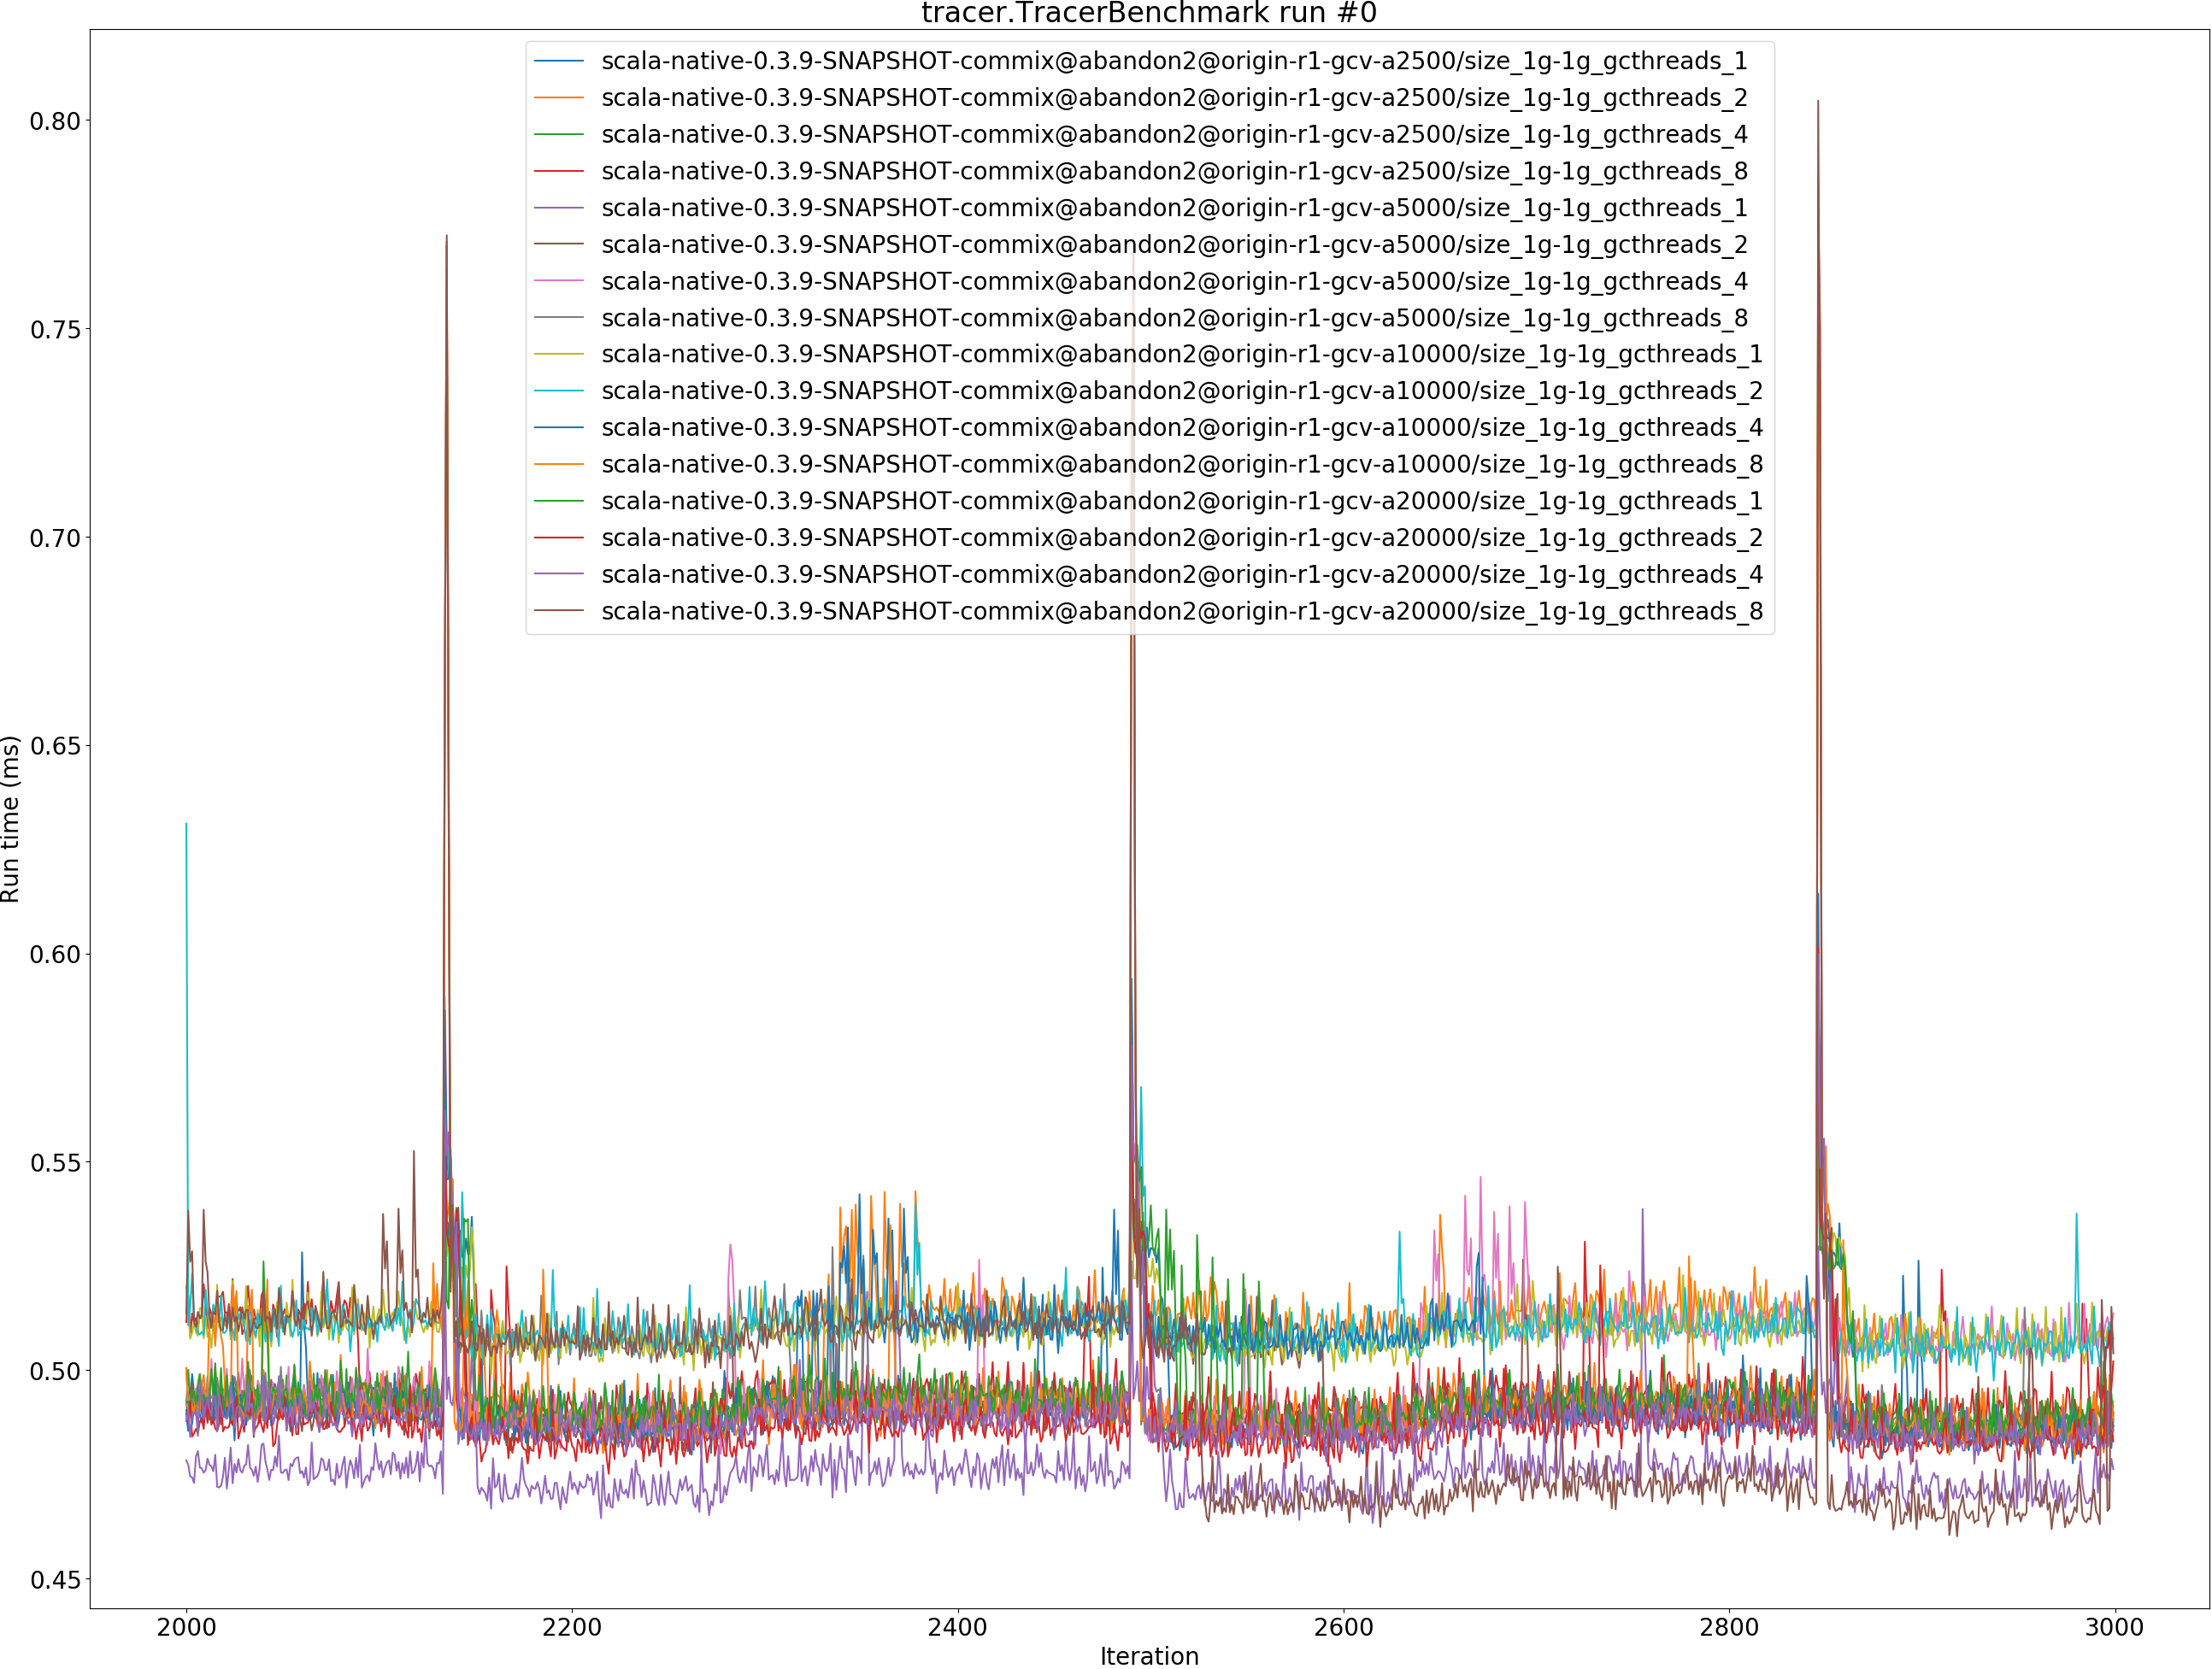 tracer.TracerBenchmark run #0
scala-native-0.3.9-SNAPSHOT-commix@abandon2@origin-r1-gcv-a2500/size_1g-1g_gcthreads_1
scala-native-0.3.9-SNAPSHOT-commix@abandon2@origin-r1-gcv-a2500/size_1g-1g_gcthreads_2
scala-native-0.3.9-SNAPSHOT-commix@abandon2@origin-r1-gcv-a2500/size_1g-1g_gcthreads_4
scala-native-0.3.9-SNAPSHOT-commix@abandon2@origin-r1-gcv-a2500/size_1g-1g_gcthreads_8
scala-native-0.3.9-SNAPSHOT-commix@abandon2@origin-r1-gcv-a5000/size_1g-1g_gcthreads_1
scala-native-0.3.9-SNAPSHOT-commix@abandon2@origin-r1-gcv-a5000/size_1g-1g_gcthreads_2
scala-native-0.3.9-SNAPSHOT-commix@abandon2@origin-r1-gcv-a5000/size_1g-1g_gcthreads_4
scala-native-0.3.9-SNAPSHOT-commix@abandon2@origin-r1-gcv-a5000/size_1g-1g_gcthreads_8
scala-native-0.3.9-SNAPSHOT-commix@abandon2@origin-r1-gcv-a10000/size_1g-1g_gcthreads_1
scala-native-0.3.9-SNAPSHOT-commix@abandon2@origin-r1-gcv-a10000/size_1g-1g_gcthreads_2
scala-native-0.3.9-SNAPSHOT-commix@abandon2@origin-r1-gcv-a10000/size_1g-1g_gcthreads_4
scala-native-0.3.9-SNAPSHOT-commix@abandon2@origin-r1-gcv-a10000/size_1g-1g_gcthreads_8
scala-native-0.3.9-SNAPSHOT-commix@abandon2@origin-r1-gcv-a20000/size_1g-1g_gcthreads_1
scala-native-0.3.9-SNAPSHOT-commix@abandon2@origin-r1-gcv-a20000/size_1g-1g_gcthreads_2
scala-native-0.3.9-SNAPSHOT-commix@abandon2@origin-r1-gcv-a20000/size_1g-1g_gcthreads_4
scala-native-0.3.9-SNAPSHOT-commix@abandon2@origin-r1-gcv-a20000/size_1g-1g_gcthreads_8
Run time (ms)
0.80
0.75
0.70
0.65
0.60
0.55
0.50
0.45
2000
2200
2400
2600
2800
3000
Iteration